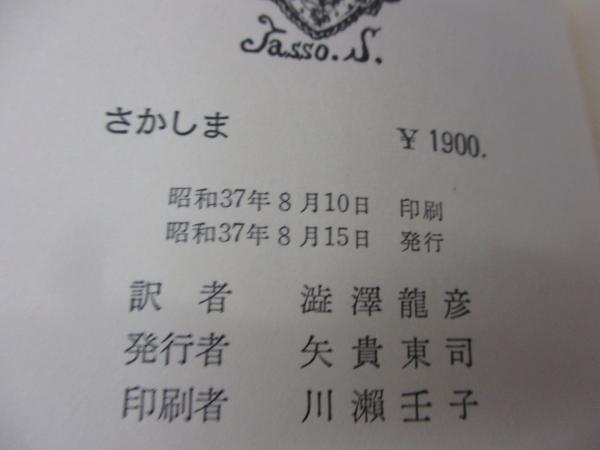 Tasso.S.
さかしま ¥ 1900.
昭和37年8月10日 印刷
昭和37年8月15日 発行
訳者 澁澤龍彦
発行者 矢貴東司
印刷者 川瀬壬子